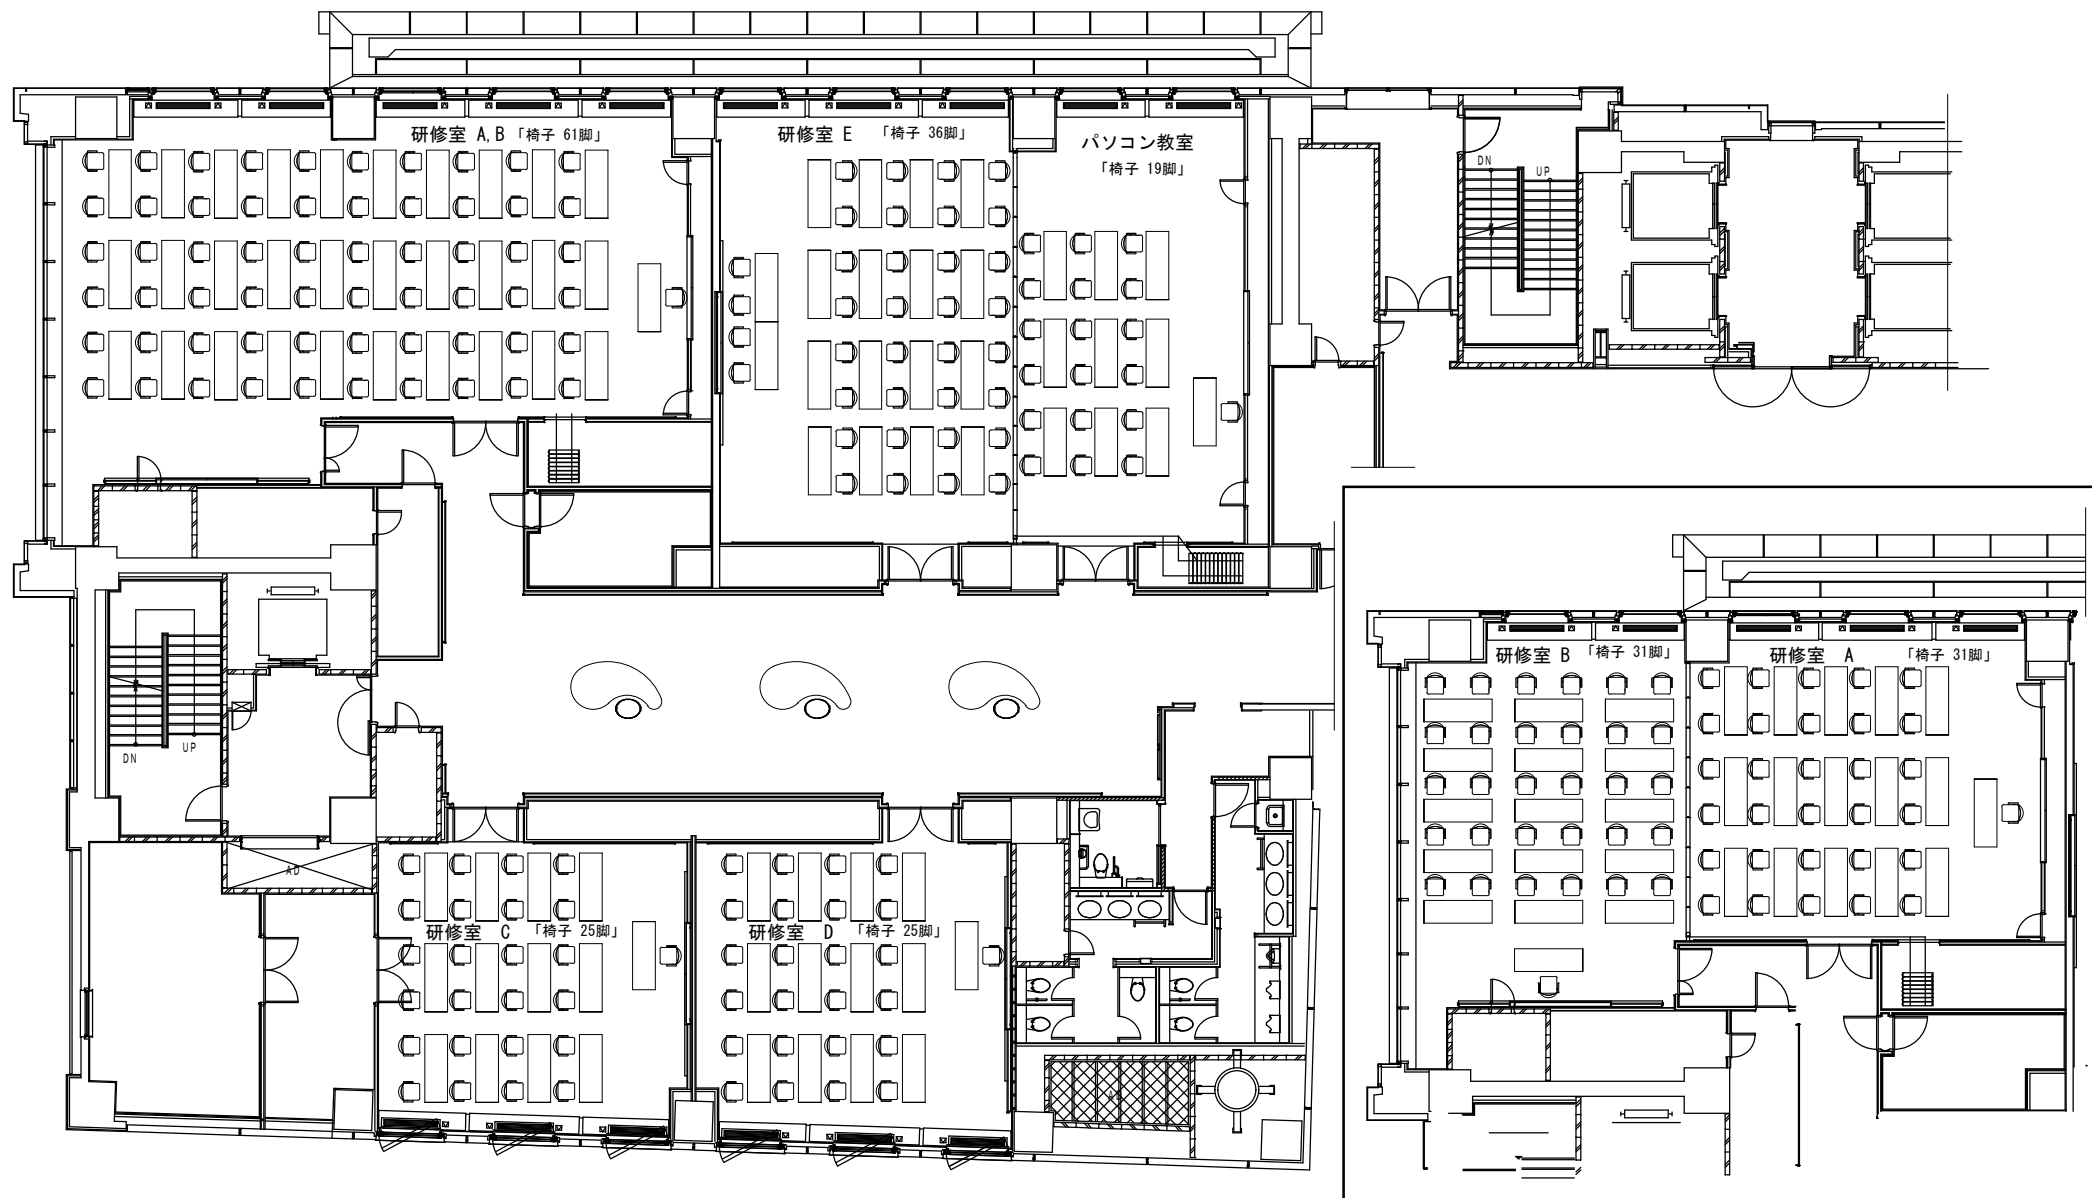 研修室 A,B 「椅子 61脚」
研修室 E 「椅子 36脚」
パソコン教室
「椅子 19脚」
DN
UP
研修室 B 「椅子 31脚」
研修室 A 「椅子 31脚」
DN
UP
AD
研修室 C 「椅子 25脚」
研修室 D 「椅子 25脚」